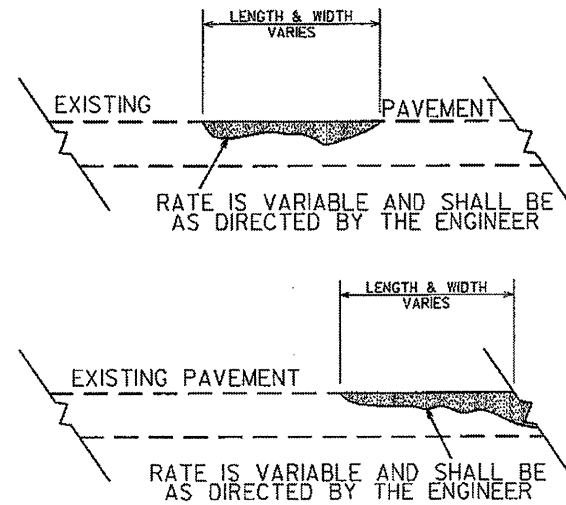 LENGTH & WIDTH
VARIES
EXISTING PAVEMENT
RATE IS VARIABLE AND SHALL BE
AS DIRECTED BY THE ENGINEER
LENGTH & WIDTH
VARIES
EXISTING PAVEMENT
RATE IS VARIABLE AND SHALL BE
AS DIRECTED BY THE ENGINEER